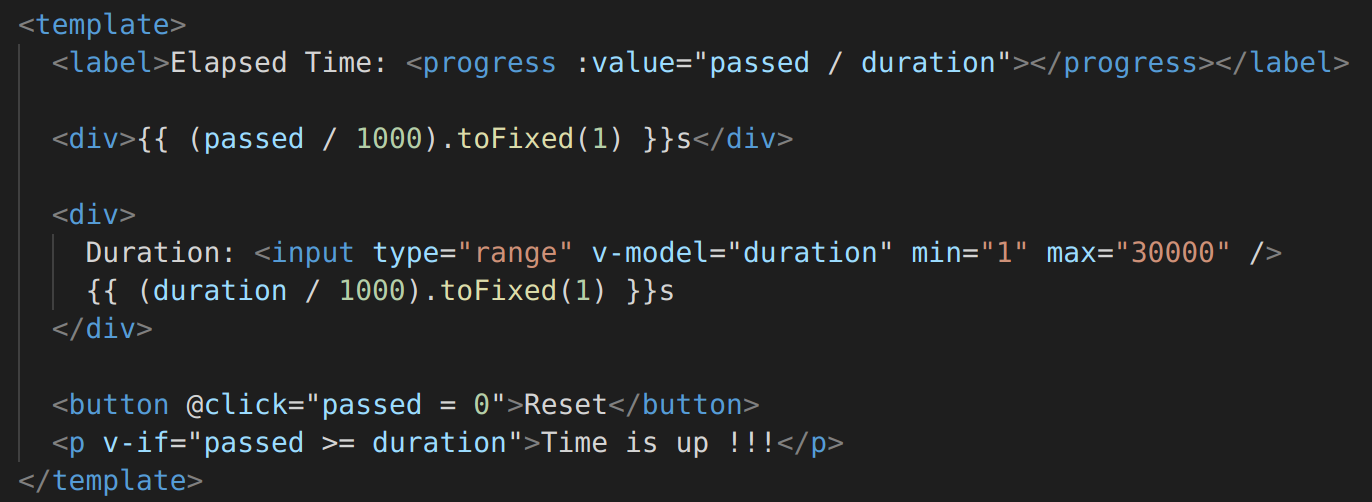 <template>
  <label>Elapsed Time: <progress :value="passed / duration"></progress></label>

  <div>{{ (passed / 1000).toFixed(1) }}s</div>

  <div>
    Duration: <input type="range" v-model="duration" min="1" max="30000" />
    {{ (duration / 1000).toFixed(1) }}s
  </div>

  <button @click="passed = 0">Reset</button>
  <p v-if="passed >= duration">Time is up !!!</p>
</template>